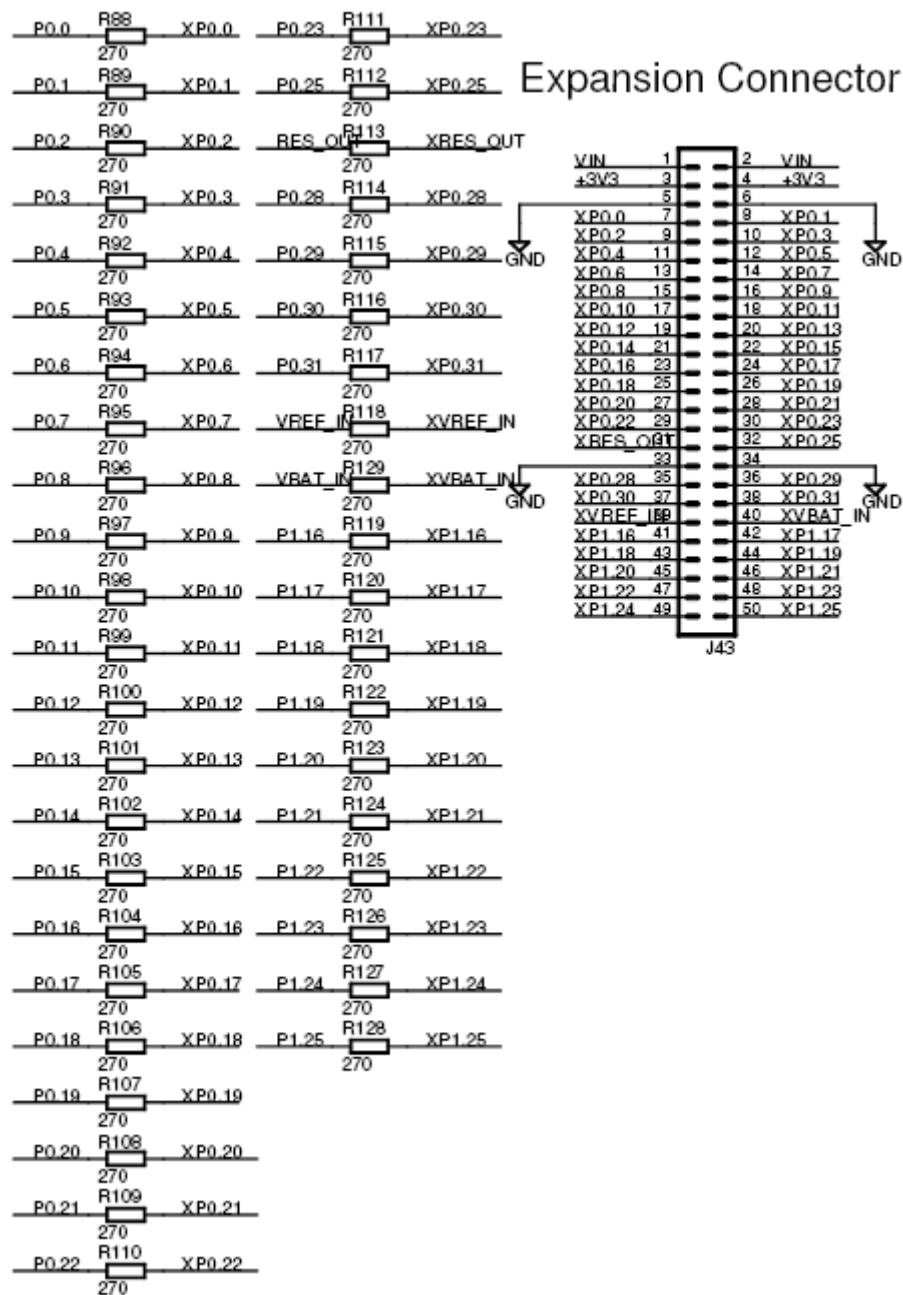 R88 R111
P0.0 XP0.0 P0.23 XP0.23
270 270
R89 R112
P0.1 XP0.1 P0.25 XP0.25
270 270
R90 R113
P0.2 XP0.2 RES_OUT XRES_OUT
270 270
R91 R114
P0.3 XP0.3 P0.28 XP0.28
270 270
R92 R115
P0.4 XP0.4 P0.29 XP0.29
270 270
R93 R116
P0.5 XP0.5 P0.30 XP0.30
270 270
R94 R117
P0.6 XP0.6 P0.31 XP0.31
270 270
R95 R118
P0.7 XP0.7 VREF_IN XVREF_IN
270 270
R96 R129
P0.8 XP0.8 VBAT_IN XVBAT_IN
270 270
R97 R119
P0.9 XP0.9 P1.16 XP1.16
270 270
R98 R120
P0.10 XP0.10 P1.17 XP1.17
270 270
R99 R121
P0.11 XP0.11 P1.18 XP1.18
270 270
R100 R122
P0.12 XP0.12 P1.19 XP1.19
270 270
R101 R123
P0.13 XP0.13 P1.20 XP1.20
270 270
R102 R124
P0.14 XP0.14 P1.21 XP1.21
270 270
R103 R125
P0.15 XP0.15 P1.22 XP1.22
270 270
R104 R126
P0.16 XP0.16 P1.23 XP1.23
270 270
R105 R127
P0.17 XP0.17 P1.24 XP1.24
270 270
R106 R128
P0.18 XP0.18 P1.25 XP1.25
270 270
R107
P0.19 XP0.19
270
R108
P0.20 XP0.20
270
R109
P0.21 XP0.21
270
R110
P0.22 XP0.22
270
Expansion Connector
VIN 1 2 VIN
+3V3 3 4 +3V3
5 6
XP0.0 7 8 XP0.1
XP0.2 9 10 XP0.3
GND XP0.4 11 12 XP0.5 GND
XP0.6 13 14 XP0.7
XP0.8 15 16 XP0.9
XP0.10 17 18 XP0.11
XP0.12 19 20 XP0.13
XP0.14 21 22 XP0.15
XP0.16 23 24 XP0.17
XP0.18 25 26 XP0.19
XP0.20 27 28 XP0.21
XP0.22 29 30 XP0.23
XRES_OUT 31 32 XP0.25
33 34
XP0.28 35 36 XP0.29
GND XP0.30 37 38 XP0.31 GND
XVREF_IN 39 40 XVBAT_IN
XP1.16 41 42 XP1.17
XP1.18 43 44 XP1.19
XP1.20 45 46 XP1.21
XP1.22 47 48 XP1.23
XP1.24 49 50 XP1.25
J43